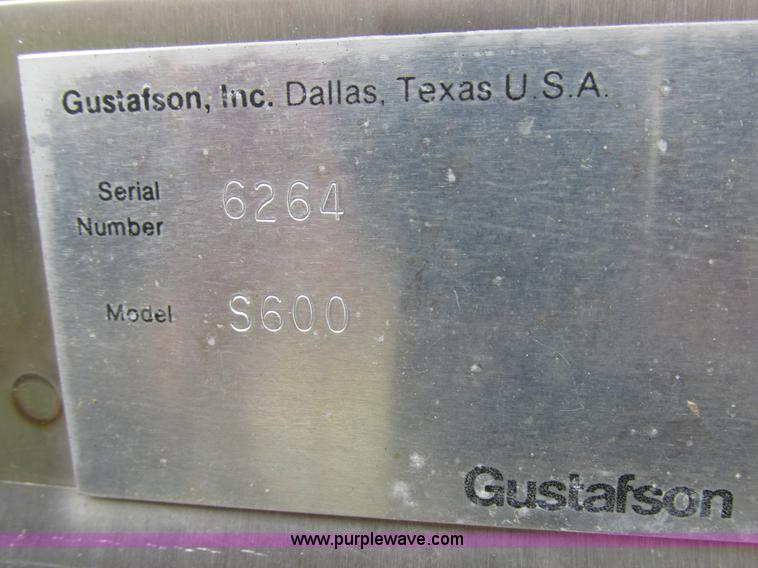 Gustafson, Inc. Dallas, Texas U.S.A.
Serial Number 6264
Model S600
Gustafson
www.purplewave.com